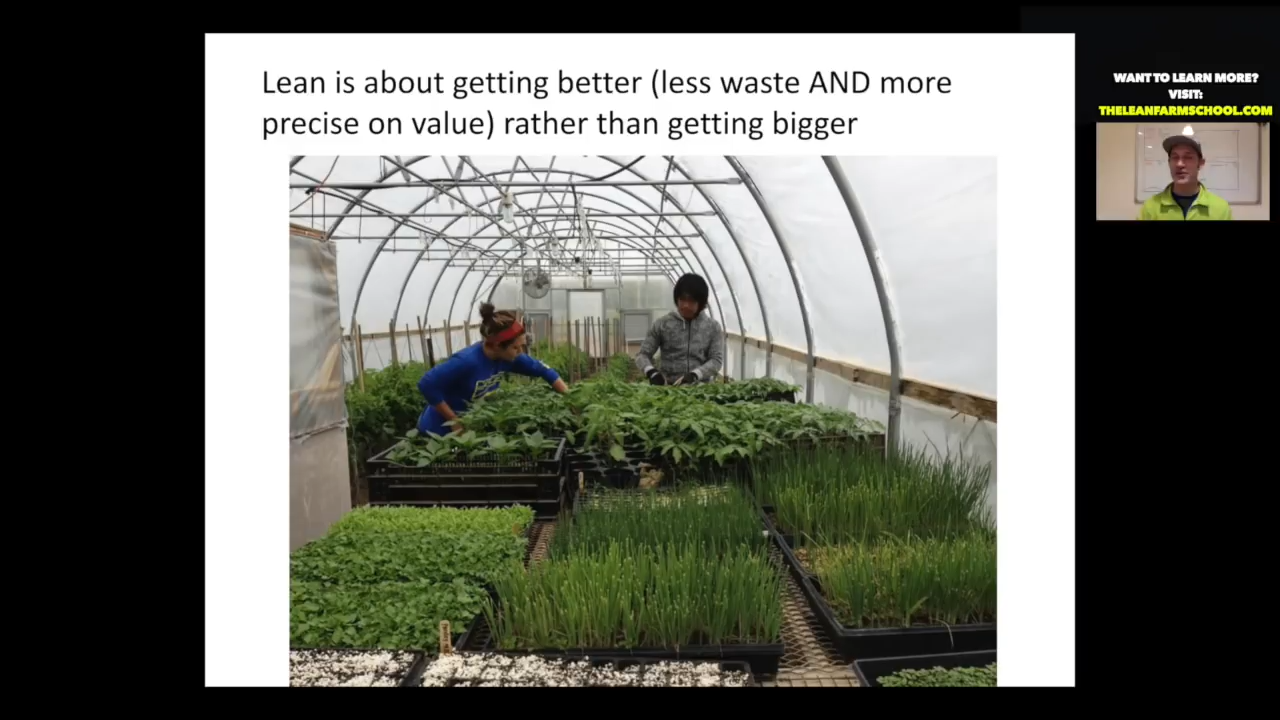 Lean is about getting better (less waste AND more
precise on value) rather than getting bigger
WANT TO LEARN MORE?
VISIT:
THELEANFARMSCHOOL.COM